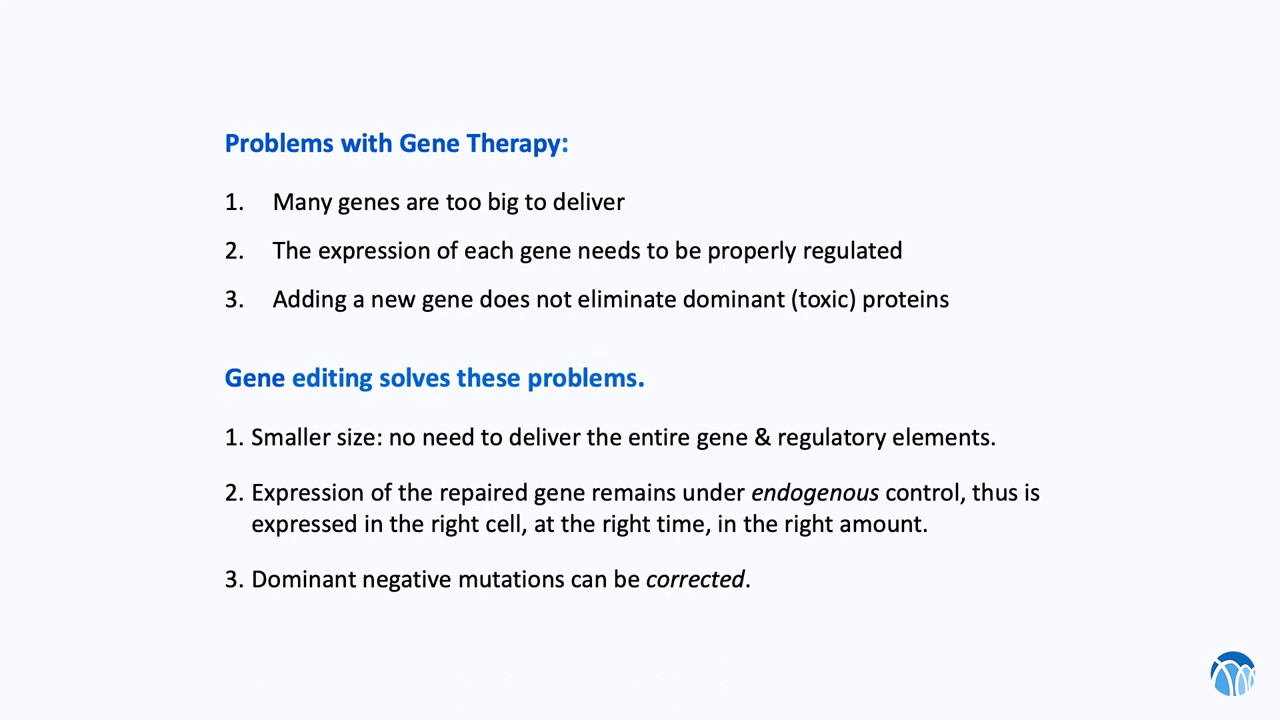 Problems with Gene Therapy:
1. Many genes are too big to deliver
2. The expression of each gene needs to be properly regulated
3. Adding a new gene does not eliminate dominant (toxic) proteins
Gene editing solves these problems.
1. Smaller size: no need to deliver the entire gene & regulatory elements.
2. Expression of the repaired gene remains under endogenous control, thus is
expressed in the right cell, at the right time, in the right amount.
3. Dominant negative mutations can be corrected.